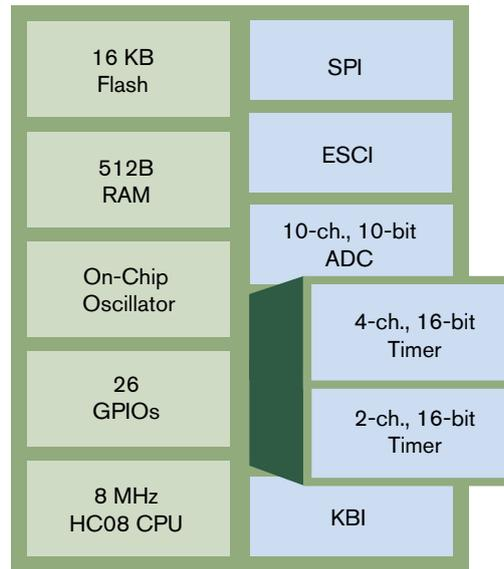 16 KB
Flash
512B
RAM
On-Chip
Oscillator
26
GPIOs
8 MHz
HC08 CPU
SPI
ESCI
10-ch., 10-bit
ADC
4-ch., 16-bit
Timer
2-ch., 16-bit
Timer
KBI